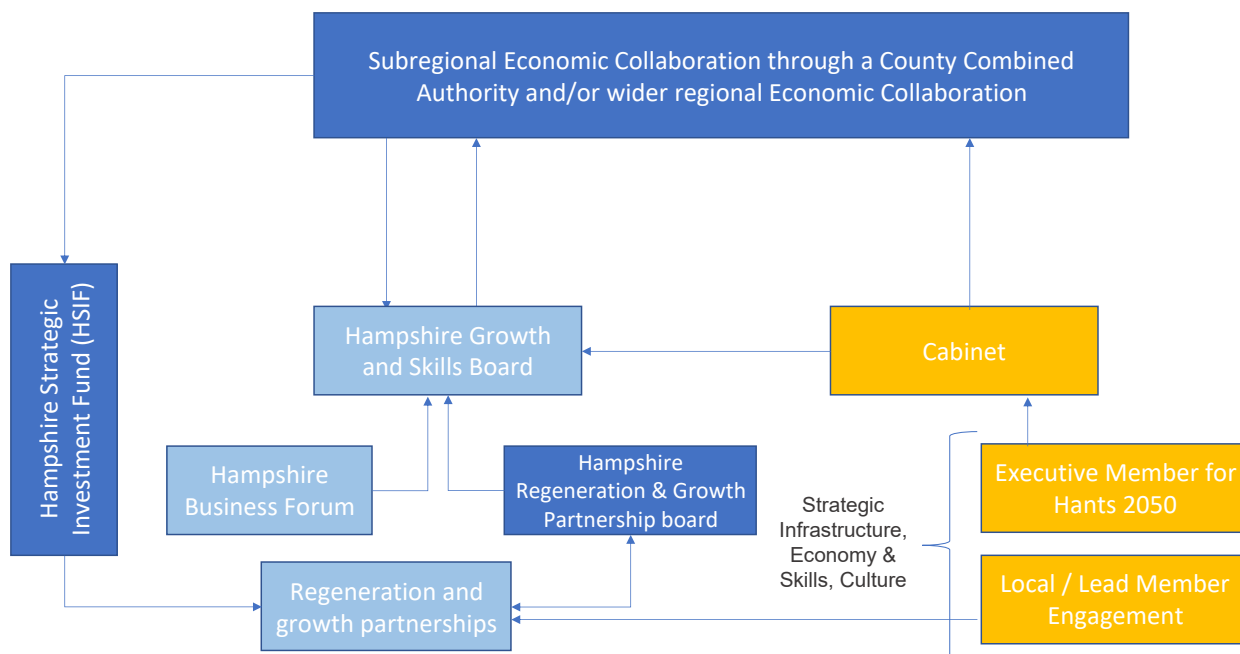 Subregional Economic Collaboration through a County Combined
Authority and/or wider regional Economic Collaboration
Hampshire Strategic
Investment Fund (HSIF)
Hampshire Growth
and Skills Board
Cabinet
Hampshire
Business Forum
Hampshire
Regeneration & Growth
Partnership board
Strategic
Infrastructure,
Economy &
Skills, Culture
Executive Member for
Hants 2050
Regeneration and
growth partnerships
Local / Lead Member
Engagement